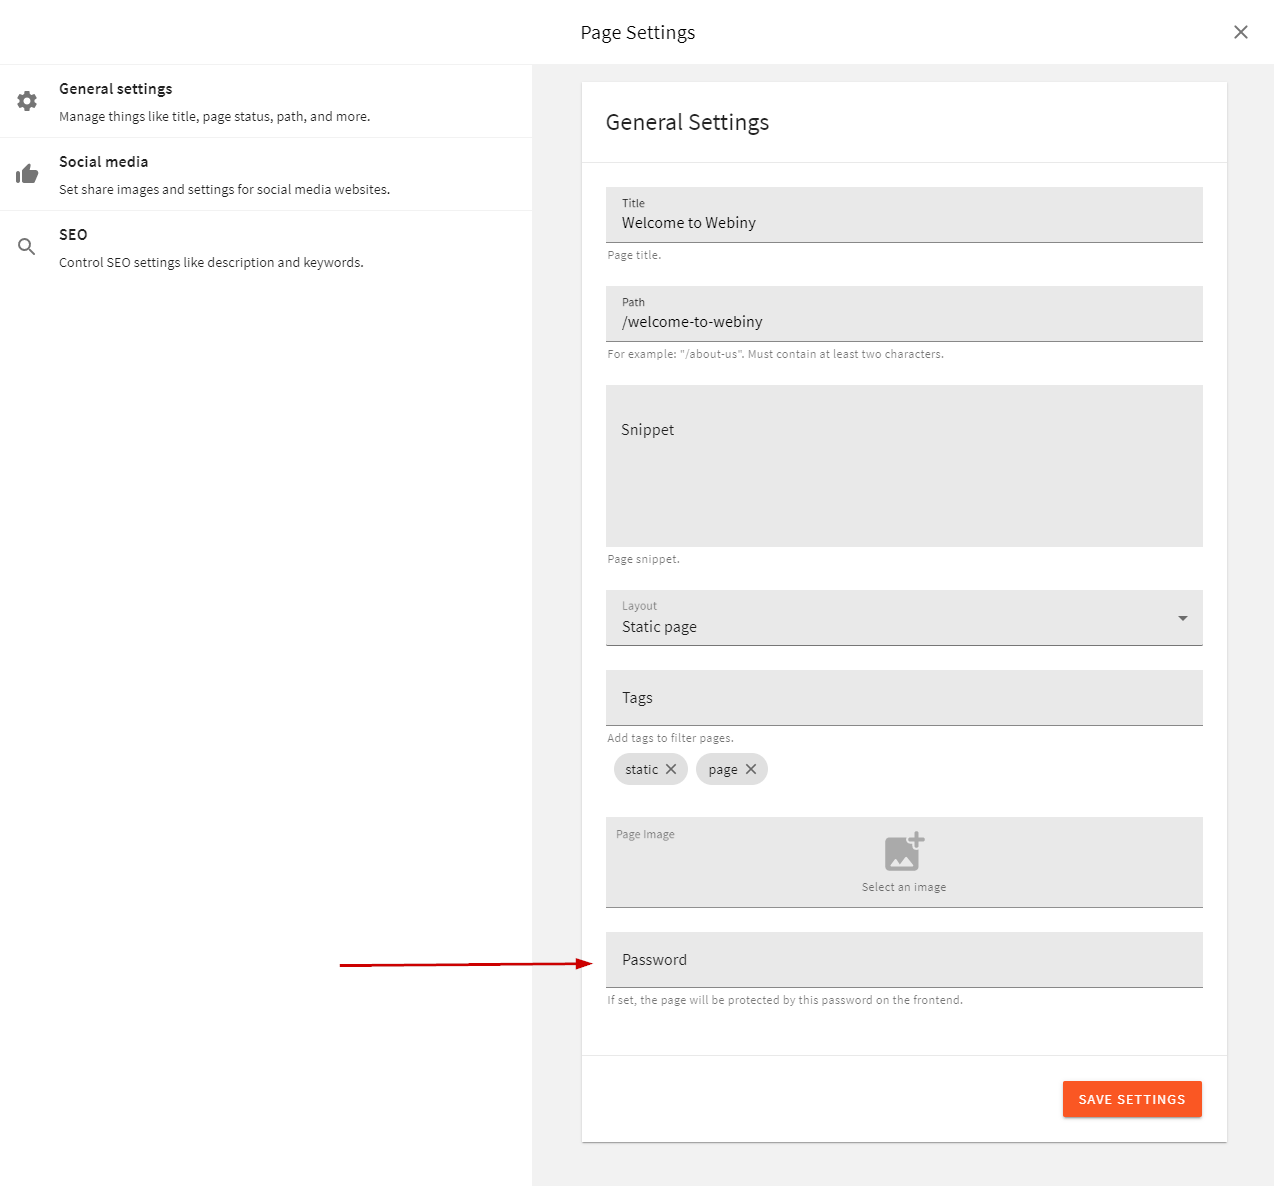 Page Settings
General settings
Manage things like title, page status, path, and more.
Social media
Set share images and settings for social media websites.
SEO
Control SEO settings like description and keywords.
General Settings
Title
Welcome to Webiny
Page title.
Path
/welcome-to-webiny
For example: "/about-us". Must contain at least two characters.
Snippet
Page snippet.
Layout
Static page
Tags
Add tags to filter pages.
static
page
Page Image
Select an image
Password
If set, the page will be protected by this password on the frontend.
SAVE SETTINGS